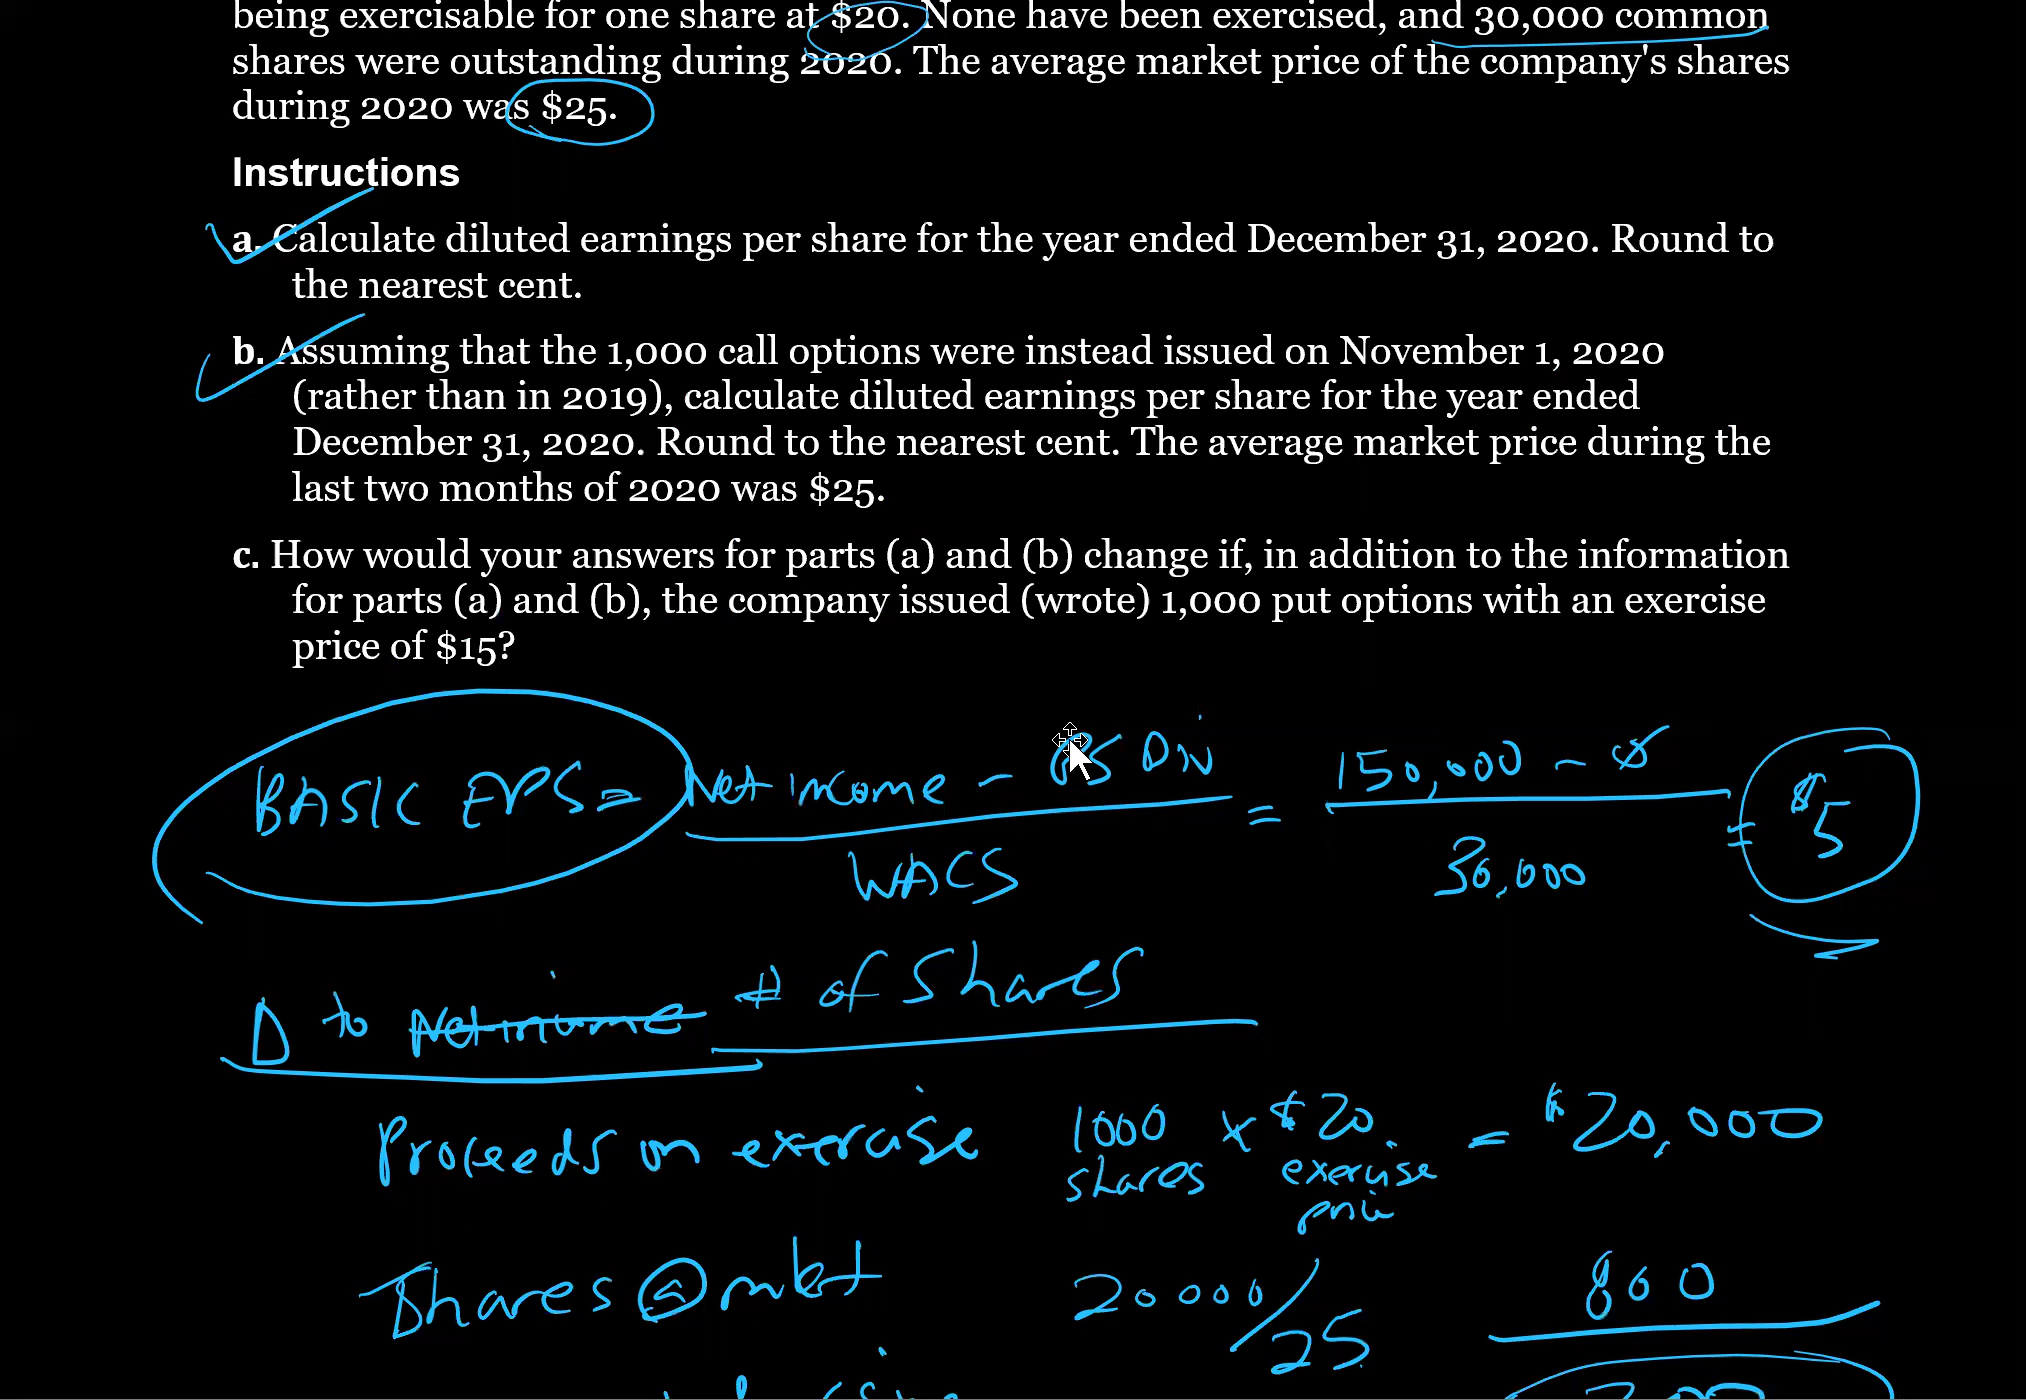 being exercisable for one share at $20. None have been exercised, and 30,000 common
shares were outstanding during 2020. The average market price of the company's shares
during 2020 was $25.
Instructions
a. Calculate diluted earnings per share for the year ended December 31, 2020. Round to
the nearest cent.
b. Assuming that the 1,000 call options were instead issued on November 1, 2020
(rather than in 2019), calculate diluted earnings per share for the year ended
December 31, 2020. Round to the nearest cent. The average market price during the
last two months of 2020 was $25.
c. How would your answers for parts (a) and (b) change if, in addition to the information
for parts (a) and (b), the company issued (wrote) 1,000 put options with an exercise
price of $15?
BASIC EPS = Net income - PS Div = 150,000 - 0 = $5
WACS 30,000
Δ to Net income # of Shares
Proceeds on exercise 1000 x $20 = $20,000
shares exercise
price
Shares @ mkt 20000/25 800
200